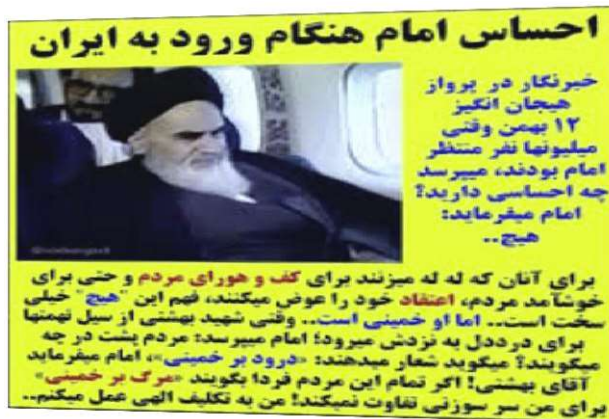 احساس امام هنگام ورود به ایران
خبرنگار در پرواز
هیجان انگیز
۱۲ بهمن وقتی
میلیونها نفر منتظر
امام بودند، میپرسد
چه احساسی دارید؟
امام میفرماید:
هیچ..
برای آنان که له له میزنند برای کف و هورای مردم و حتی برای
خوشآمد مردم، اعتقاد خود را عوض میکنند، فهم این "هیچ" خیلی
سخت است.. اما او خمینی است.. وقتی شهید بهشتی از سیل تهمتها
برای درددل به نزدش میرود؛ امام میپرسد: مردم پشت در چه
میگویند؟ میگوید شعار میدهند: «درود بر خمینی»، امام میفرماید
آقای بهشتی! اگر تمام این مردم فردا بگویند «مرگ بر خمینی»
برای من سر سوزنی تفاوت نمیکند! من به تکلیف الهی عمل میکنم..